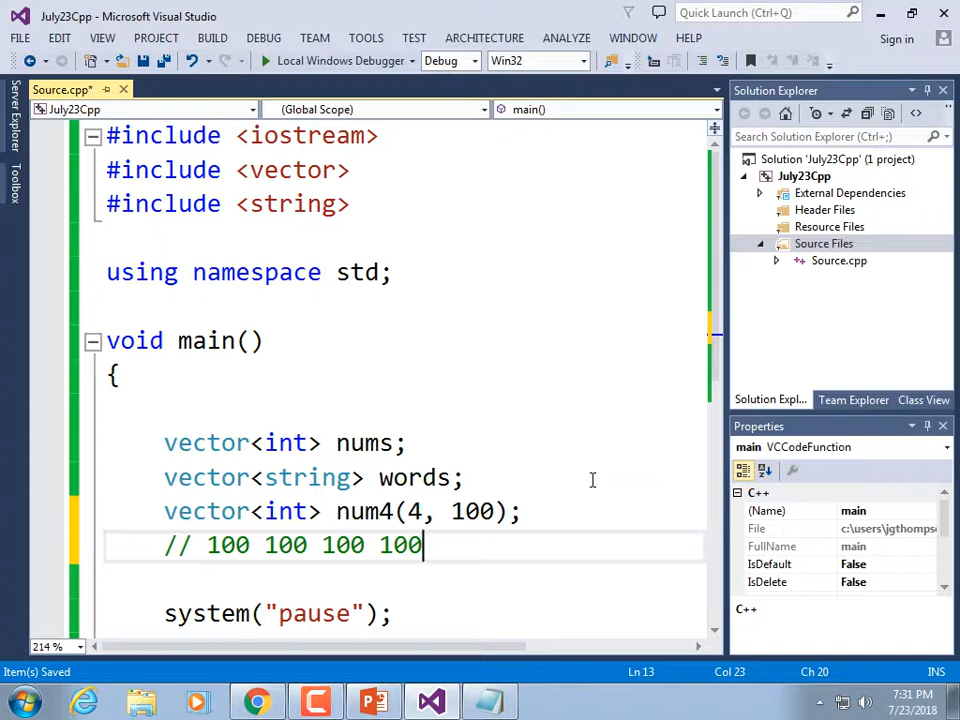 July23Cpp - Microsoft Visual Studio
Quick Launch (Ctrl+Q)
FILE EDIT VIEW PROJECT BUILD DEBUG TEAM TOOLS TEST ARCHITECTURE ANALYZE WINDOW HELP
Sign in
Local Windows Debugger Debug Win32
Server Explorer
Toolbox
Source.cpp*
July23Cpp (Global Scope) main()
#include <iostream>
#include <vector>
#include <string>
using namespace std;
void main()
{
vector<int> nums;
vector<string> words;
vector<int> num4(4, 100);
// 100 100 100 100
system("pause");
214 %
Solution Explorer
Search Solution Explorer (Ctrl+;)
Solution 'July23Cpp' (1 project)
July23Cpp
External Dependencies
Header Files
Resource Files
Source Files
Source.cpp
Solution Expl... Team Explorer Class View
Properties
main VCCodeFunction
C++
(Name) main
File c:\users\jgthompso
FullName main
IsDefault False
IsDelete False
C++
Item(s) Saved Ln 13 Col 23 Ch 20 INS
7:31 PM
7/23/2018